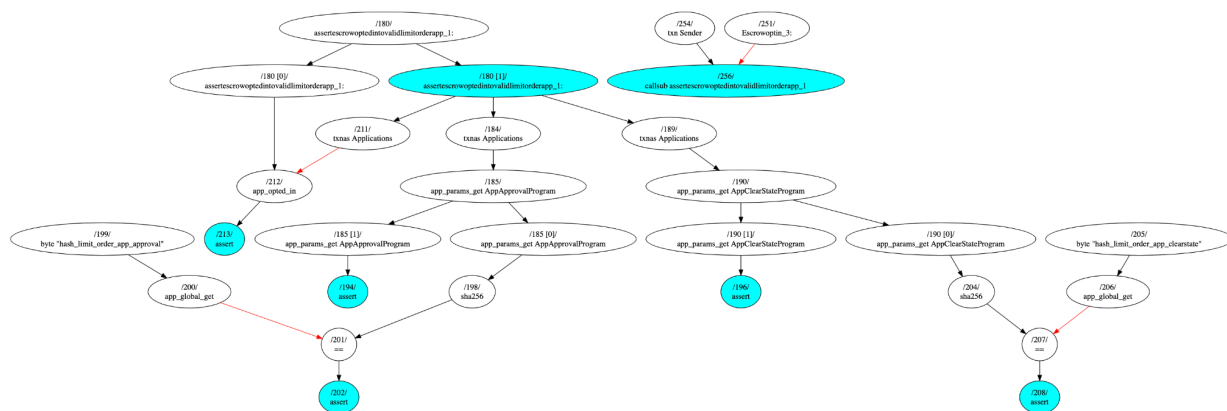 /180/
assertescrowoptedintovalidlimitorderapp_1:
/254/
txn Sender
/251/
Escrowoptin_3:
/180 [0]/
assertescrowoptedintovalidlimitorderapp_1:
/180 [1]/
assertescrowoptedintovalidlimitorderapp_1:
/256/
callsub assertescrowoptedintovalidlimitorderapp_1
/211/
txnas Applications
/184/
txnas Applications
/189/
txnas Applications
/212/
app_opted_in
/185/
app_params_get AppApprovalProgram
/190/
app_params_get AppClearStateProgram
/199/
byte "hash_limit_order_app_approval"
/213/
assert
/185 [1]/
app_params_get AppApprovalProgram
/185 [0]/
app_params_get AppApprovalProgram
/190 [1]/
app_params_get AppClearStateProgram
/190 [0]/
app_params_get AppClearStateProgram
/205/
byte "hash_limit_order_app_clearstate"
/200/
app_global_get
/194/
assert
/198/
sha256
/196/
assert
/204/
sha256
/206/
app_global_get
/201/
==
/207/
==
/202/
assert
/208/
assert